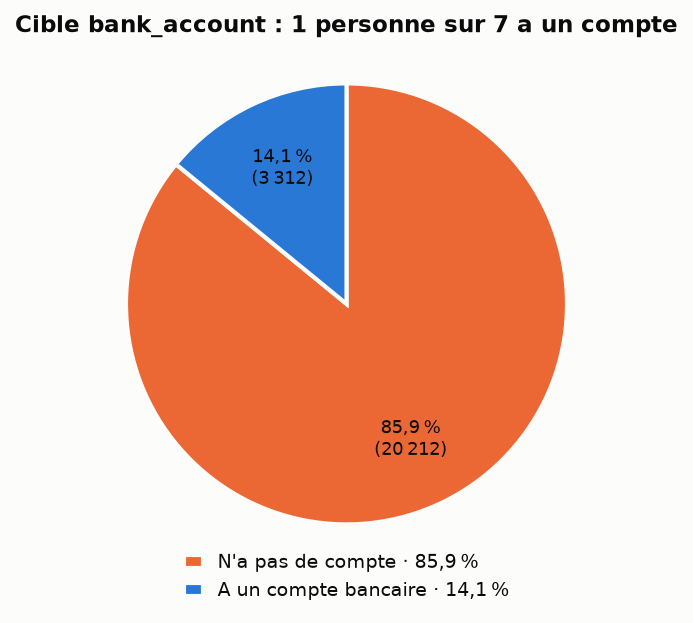 Cible bank_account : 1 personne sur 7 a un compte
14,1 %
(3 312)
85,9 %
(20 212)
N'a pas de compte · 85,9 %
A un compte bancaire · 14,1 %